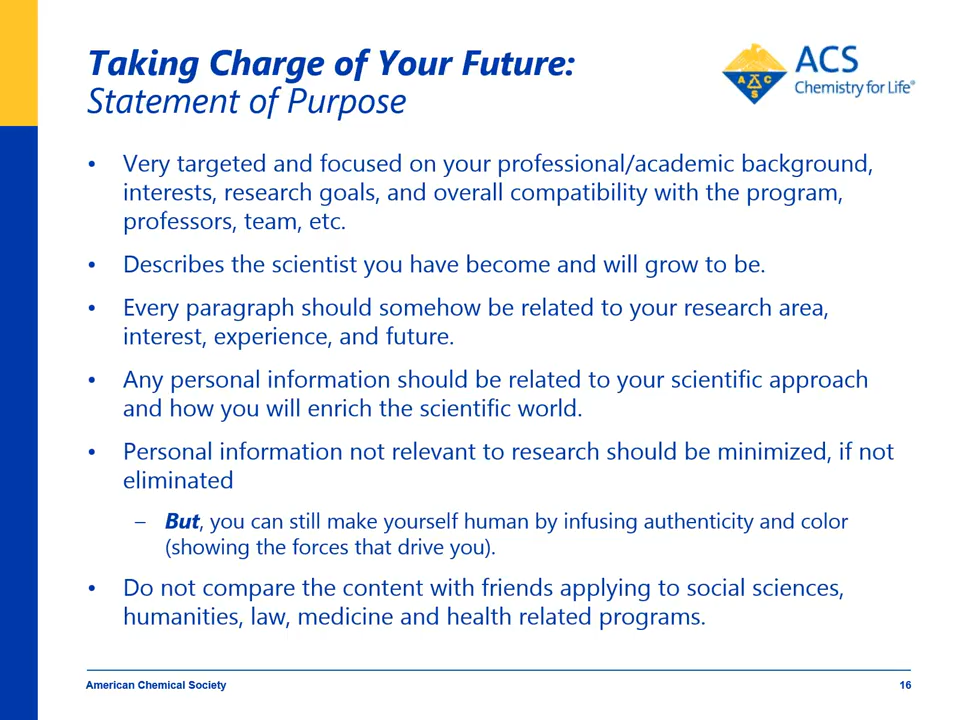 Taking Charge of Your Future:
Statement of Purpose
A C C S
ACS
Chemistry for Life®
• Very targeted and focused on your professional/academic background,
interests, research goals, and overall compatibility with the program,
professors, team, etc.
• Describes the scientist you have become and will grow to be.
• Every paragraph should somehow be related to your research area,
interest, experience, and future.
• Any personal information should be related to your scientific approach
and how you will enrich the scientific world.
• Personal information not relevant to research should be minimized, if not
eliminated
– But, you can still make yourself human by infusing authenticity and color
(showing the forces that drive you).
• Do not compare the content with friends applying to social sciences,
humanities, law, medicine and health related programs.
American Chemical Society
16